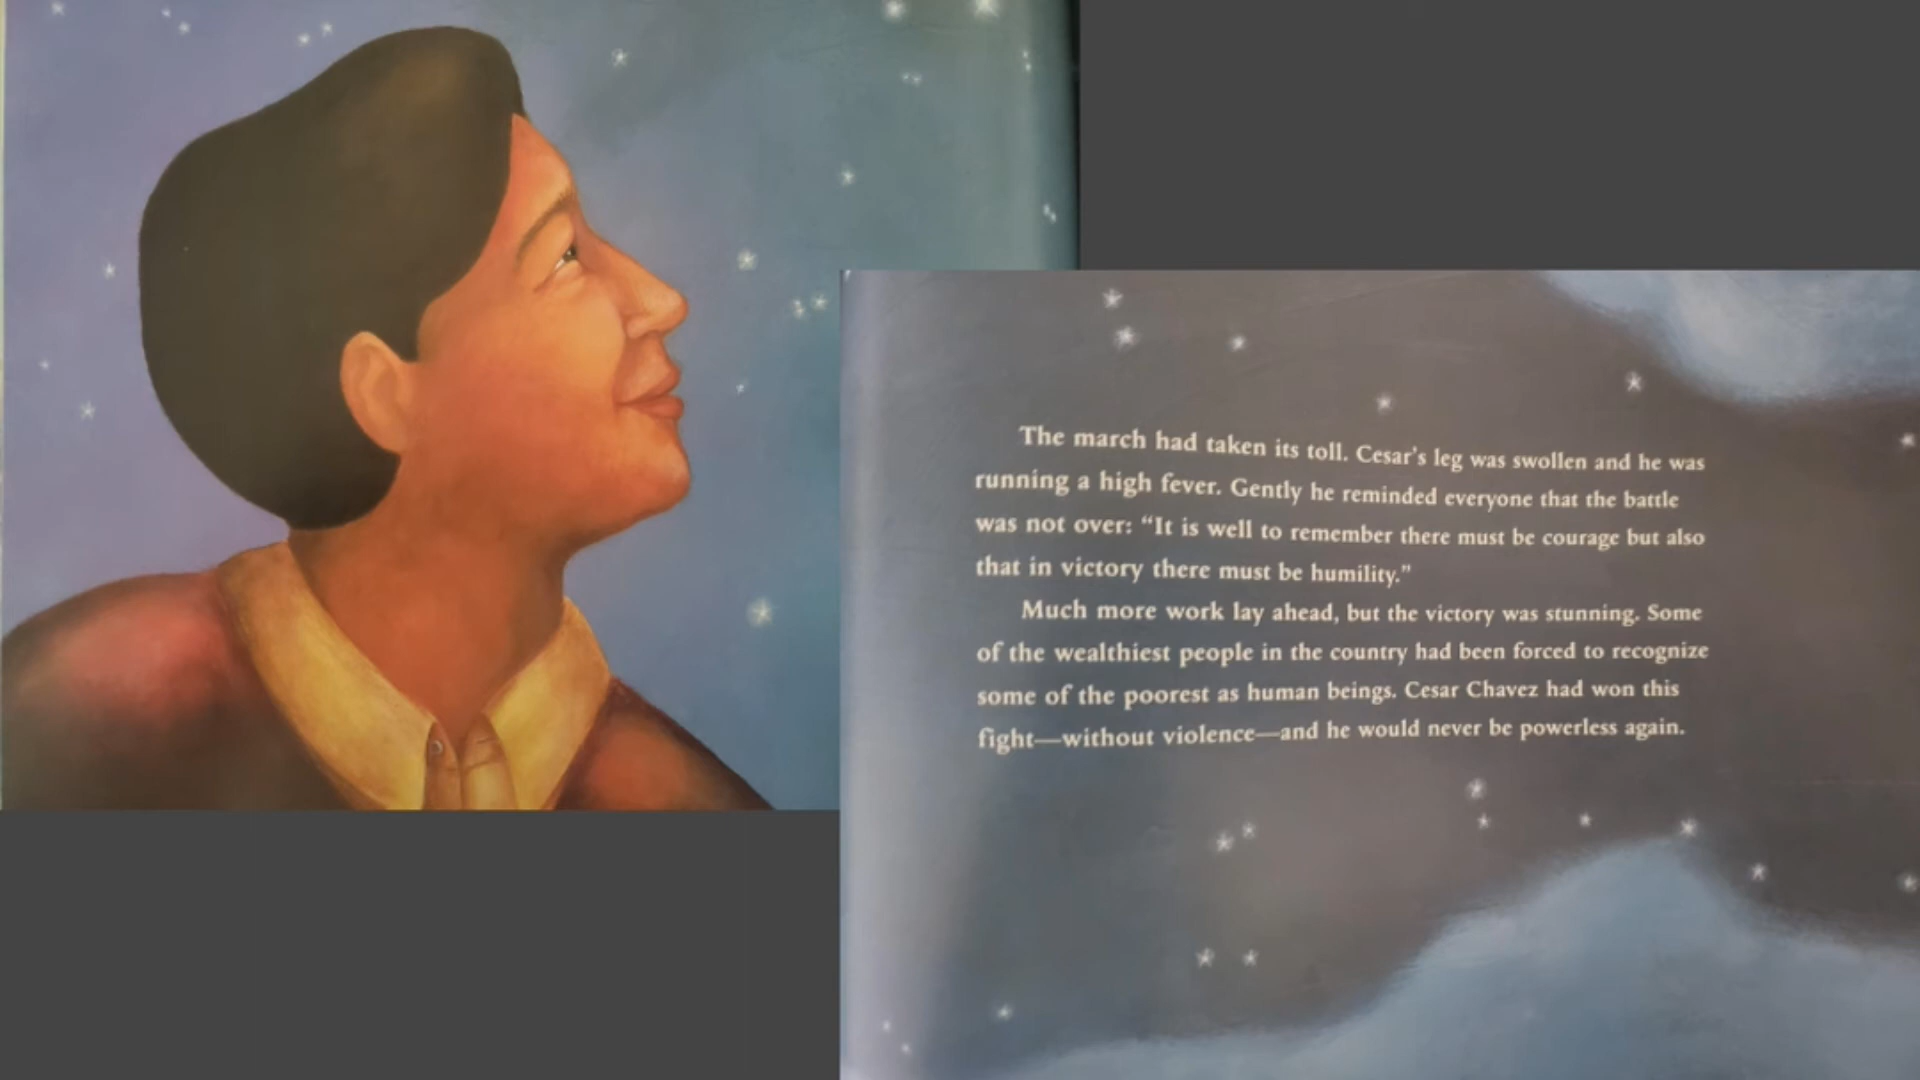 The march had taken its toll. Cesar's leg was swollen and he was
running a high fever. Gently he reminded everyone that the battle
was not over: “It is well to remember there must be courage but also
that in victory there must be humility.”
Much more work lay ahead, but the victory was stunning. Some
of the wealthiest people in the country had been forced to recognize
some of the poorest as human beings. Cesar Chavez had won this
fight—without violence—and he would never be powerless again.